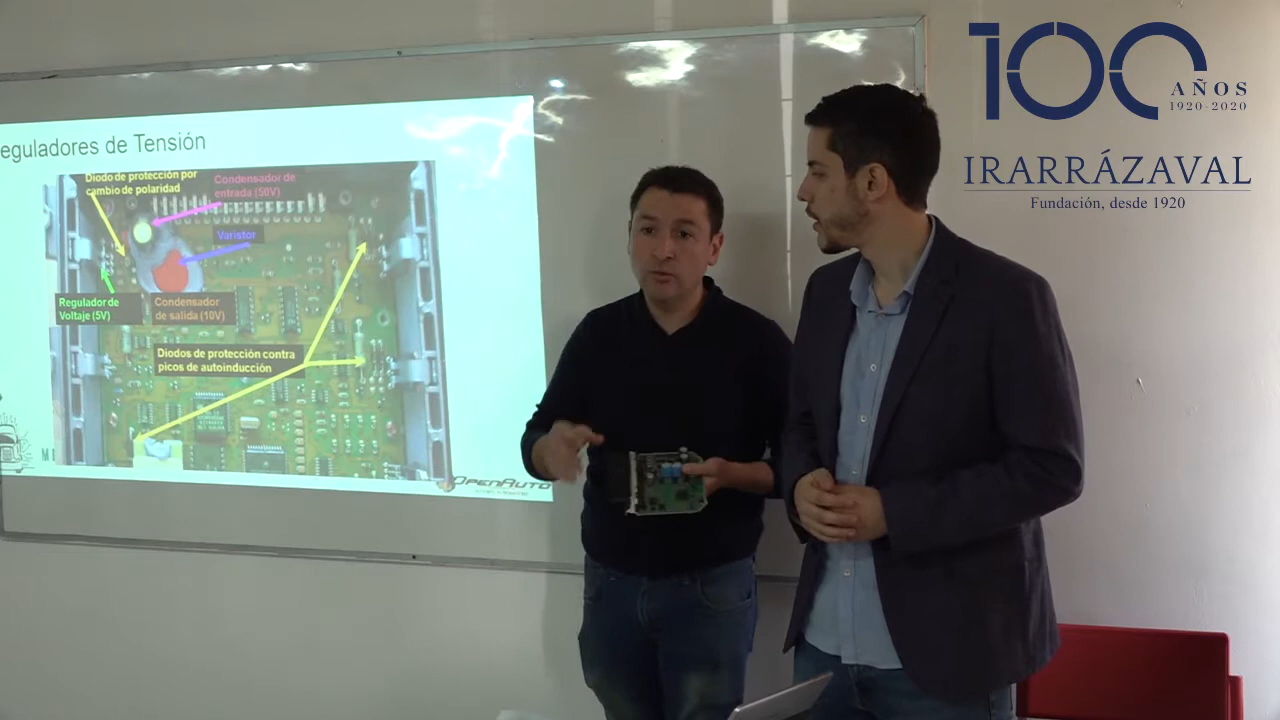 eguladores de Tensión
Diodo de protección por
cambio de polaridad
Condensador de
entrada (50V)
Varistor
Regulador de
Voltaje (5V)
Condensador
de salida (10V)
Diodos de protección contra
picos de autoinducción
OPENAUTO
100
AÑOS
1920-2020
IRARRÁZAVAL
Fundación, desde 1920